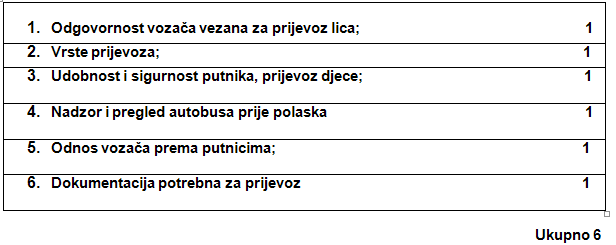 1. Odgovornost vozača vezana za prijevoz lica; 1
2. Vrste prijevoza; 1
3. Udobnost i sigurnost putnika, prijevoz djece; 1
4. Nadzor i pregled autobusa prije polaska 1
5. Odnos vozača prema putnicima; 1
6. Dokumentacija potrebna za prijevoz 1
Ukupno 6